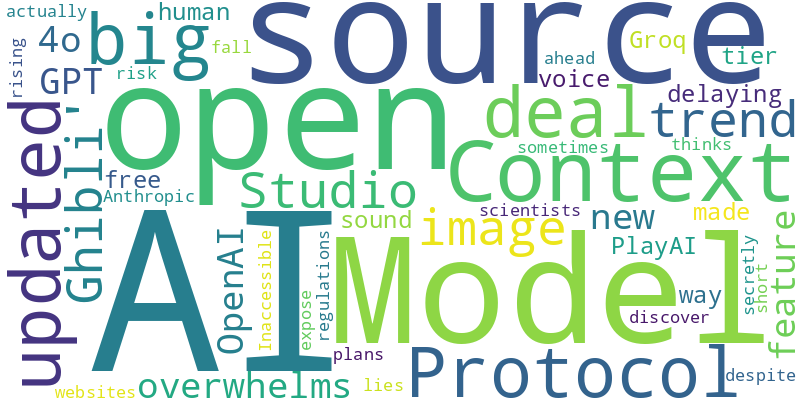 actually
human
source
rising
4o
big
fall
GPT
risk
ahead
Groq
tier
voice
delaying
open
deal
trend
sometimes
thinks
updated
Ghibli'
free
Anthropic
Studio
Context
sound
image
scientists
new
made
AI
OpenAI
Inaccessible
expose
regulations
Model
PlayAI
way
discover
secretly
short
feature
plans
Protocol
despite
websites
overwhelms
lies